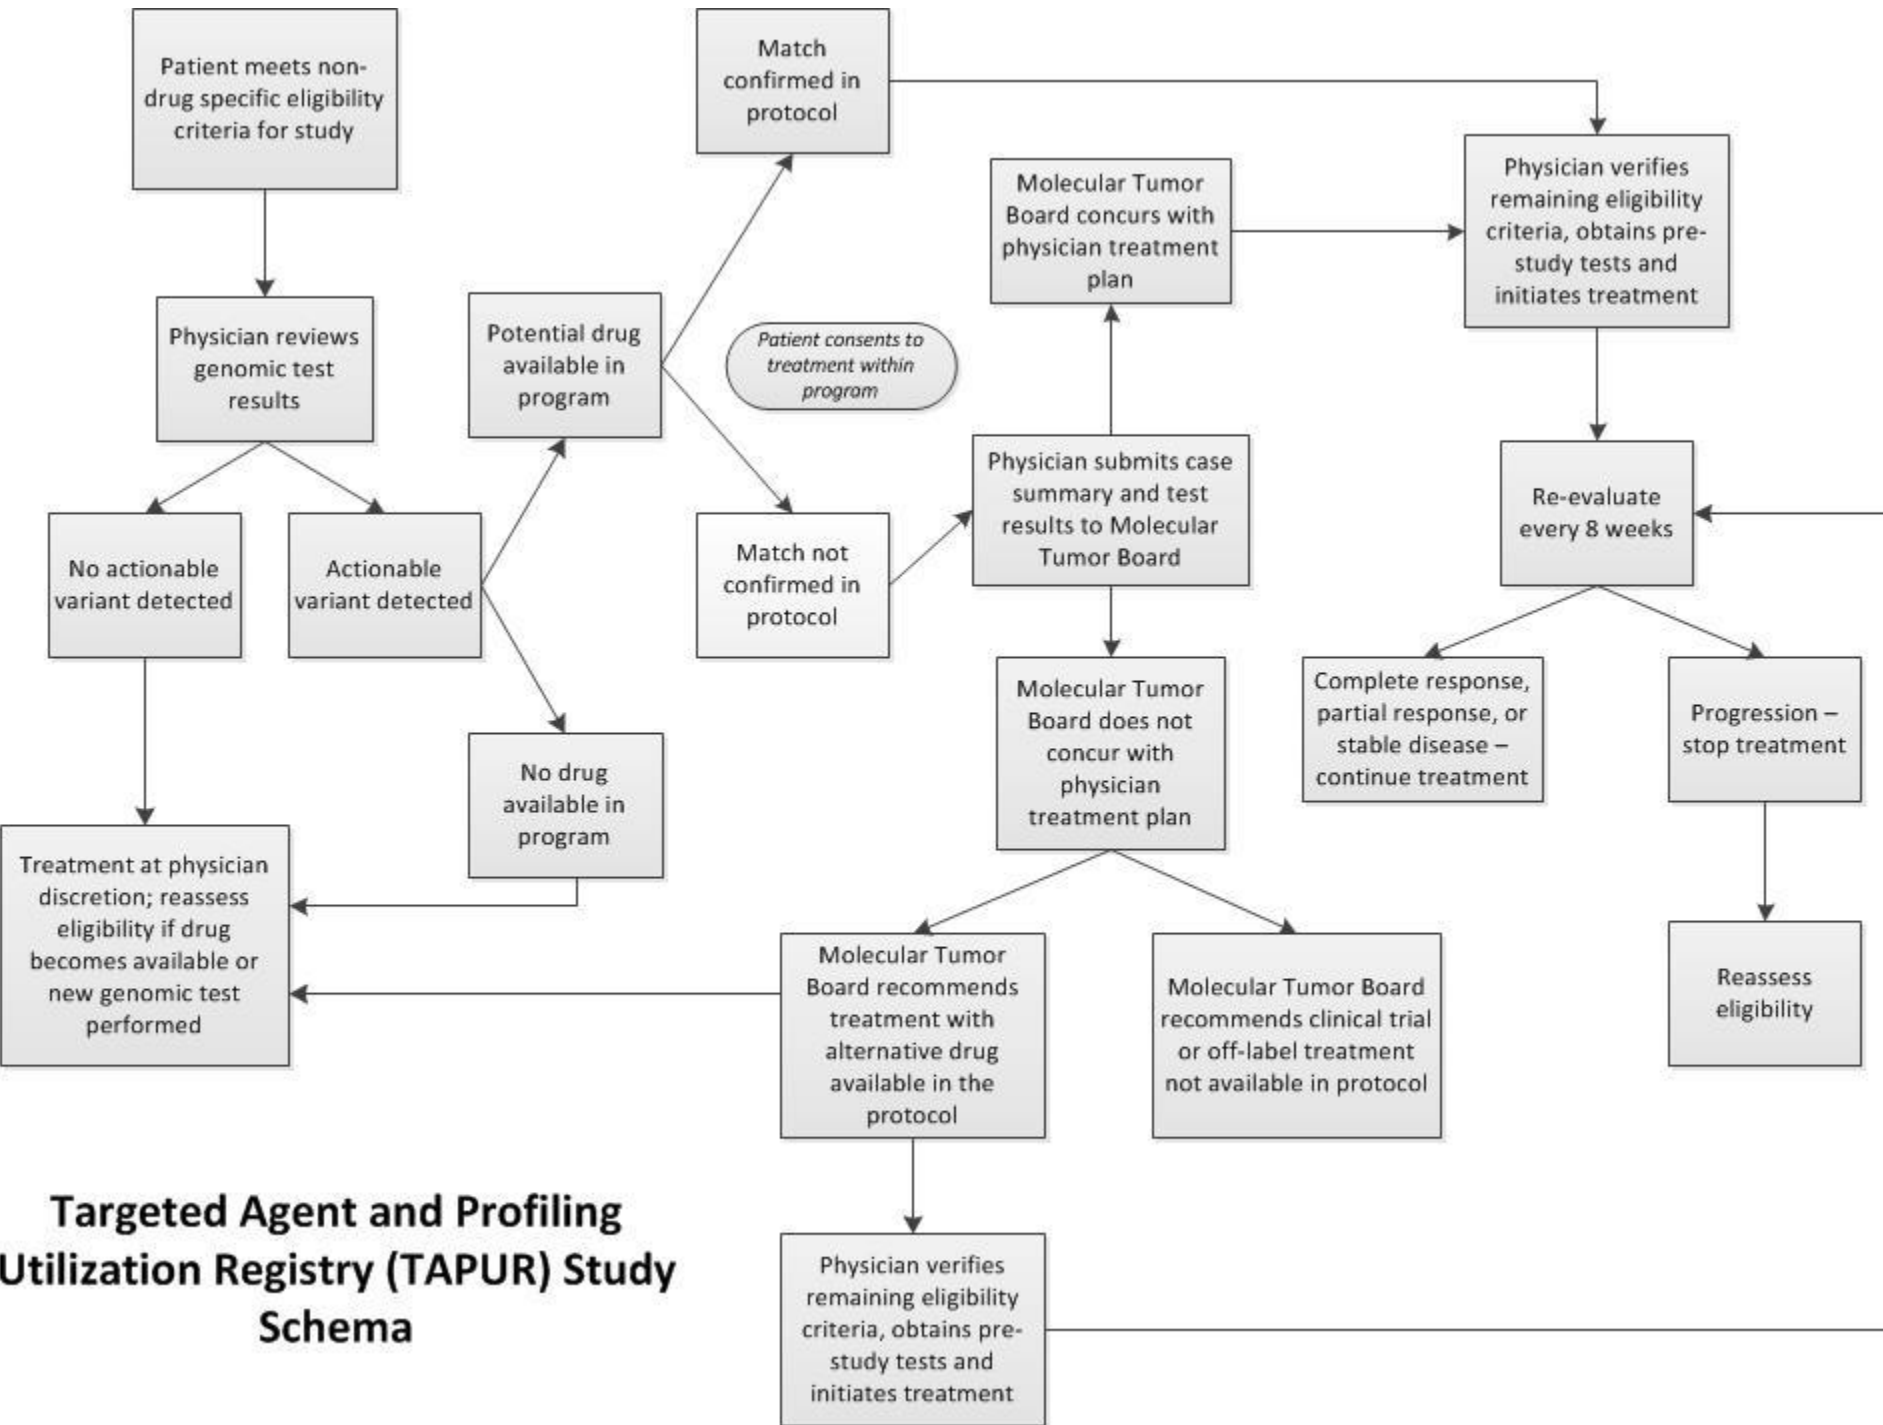 Patient meets non-
drug specific eligibility
criteria for study
Physician reviews
genomic test
results
No actionable
variant detected
Actionable
variant detected
Treatment at physician
discretion; reassess
eligibility if drug
becomes available or
new genomic test
performed
Potential drug
available in
program
No drug
available in
program
Match
confirmed in
protocol
Patient consents to
treatment within
program
Match not
confirmed in
protocol
Molecular Tumor
Board concurs with
physician treatment
plan
Physician submits case
summary and test
results to Molecular
Tumor Board
Molecular Tumor
Board does not
concur with
physician
treatment plan
Molecular Tumor
Board recommends
treatment with
alternative drug
available in the
protocol
Molecular Tumor Board
recommends clinical trial
or off-label treatment
not available in protocol
Physician verifies
remaining eligibility
criteria, obtains pre-
study tests and
initiates treatment
Physician verifies
remaining eligibility
criteria, obtains pre-
study tests and
initiates treatment
Re-evaluate
every 8 weeks
Complete response,
partial response, or
stable disease –
continue treatment
Progression –
stop treatment
Reassess
eligibility
Targeted Agent and Profiling
Utilization Registry (TAPUR) Study
Schema